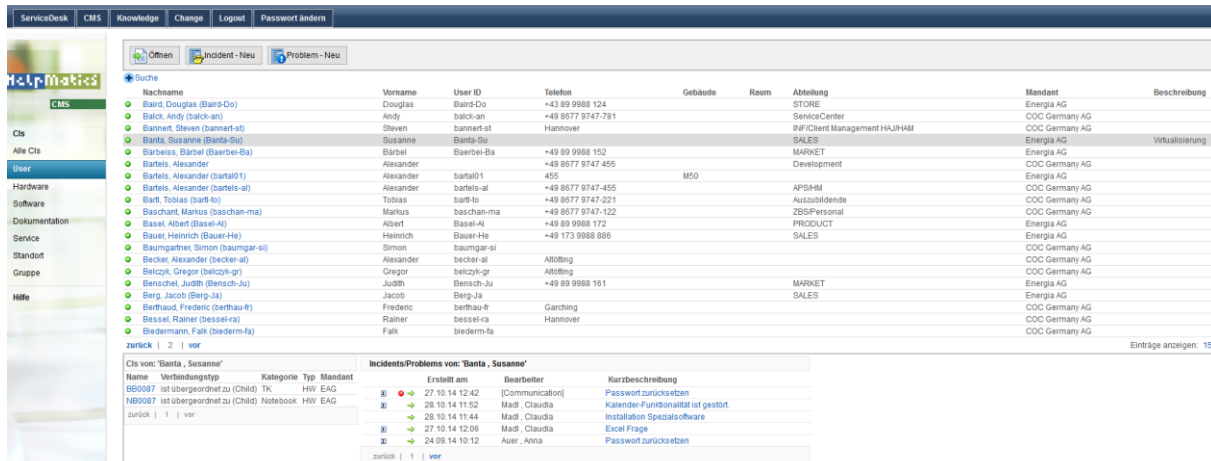 ServiceDesk CMS Knowledge Change Logout Passwort ändern
HelpMatics
CMS
CIs
Alle CIs
User
Hardware
Software
Dokumentation
Service
Standort
Gruppe
Hilfe
Öffnen Incident - Neu Problem - Neu
Suche
Nachname Vorname User ID Telefon Gebäude Raum Abteilung Mandant Beschreibung
Baird, Douglas (Baird-Do) Douglas Baird-Do +43 89 9988 124 STORE Energia AG
Balck, Andy (balck-an) Andy balck-an +49 8677 9747-781 ServiceCenter COC Germany AG
Bannert, Steven (bannert-st) Steven bannert-st Hannover INF/Client Management HAJ/HAM COC Germany AG
Banta, Susanne (Banta-Su) Susanne Banta-Su SALES Energia AG Virtualisierung
Bärbeiss, Bärbel (Baerbei-Ba) Bärbel Baerbei-Ba +49 89 9988 152 MARKET Energia AG
Bartels, Alexander Alexander +49 8677 9747 455 Development COC Germany AG
Bartels, Alexander (bartal01) Alexander bartal01 455 M50 Energia AG
Bartels, Alexander (bartels-al) Alexander bartels-al +49 8677 9747-455 APS/HM COC Germany AG
Bartl, Tobias (bartl-to) Tobias bartl-to +49 8677 9747-221 Auszubildende COC Germany AG
Baschant, Markus (baschan-ma) Markus baschan-ma +49 8677 9747-122 ZBS/Personal COC Germany AG
Basel, Albert (Basel-Al) Albert Basel-Al +49 89 9988 172 PRODUCT Energia AG
Bauer, Heinrich (Bauer-He) Heinrich Bauer-He +49 173 9988 886 SALES Energia AG
Baumgartner, Simon (baumgar-si) Simon baumgar-si COC Germany AG
Becker, Alexander (becker-al) Alexander becker-al Altötting COC Germany AG
Belczyk, Gregor (belczyk-gr) Gregor belczyk-gr Altötting COC Germany AG
Benschel, Judith (Bensch-Ju) Judith Bensch-Ju +49 89 9988 161 MARKET Energia AG
Berg, Jacob (Berg-Ja) Jacob Berg-Ja SALES Energia AG
Berthaud, Frederic (berthau-fr) Frederic berthau-fr Garching COC Germany AG
Bessel, Rainer (bessel-ra) Rainer bessel-ra Hannover COC Germany AG
Biedermann, Falk (biederm-fa) Falk biederm-fa COC Germany AG
zurück | 2 | vor Einträge anzeigen: 15
CIs von: 'Banta , Susanne'
Name Verbindungstyp Kategorie Typ Mandant
BB0087 ist übergeordnet zu (Child) TK HW EAG
NB0087 ist übergeordnet zu (Child) Notebook HW EAG
zurück | 1 | vor
Incidents/Problems von: 'Banta , Susanne'
Erstellt am Bearbeiter Kurzbeschreibung
27.10.14 12:42 [Communication] Passwort zurücksetzen
28.10.14 11:52 Madl , Claudia Kalender-Funktionalität ist gestört.
28.10.14 11:44 Madl , Claudia Installation Spezialsoftware
27.10.14 12:06 Madl , Claudia Excel Frage
24.09.14 10:12 Auer , Anna Passwort zurücksetzen
zurück | 1 | vor